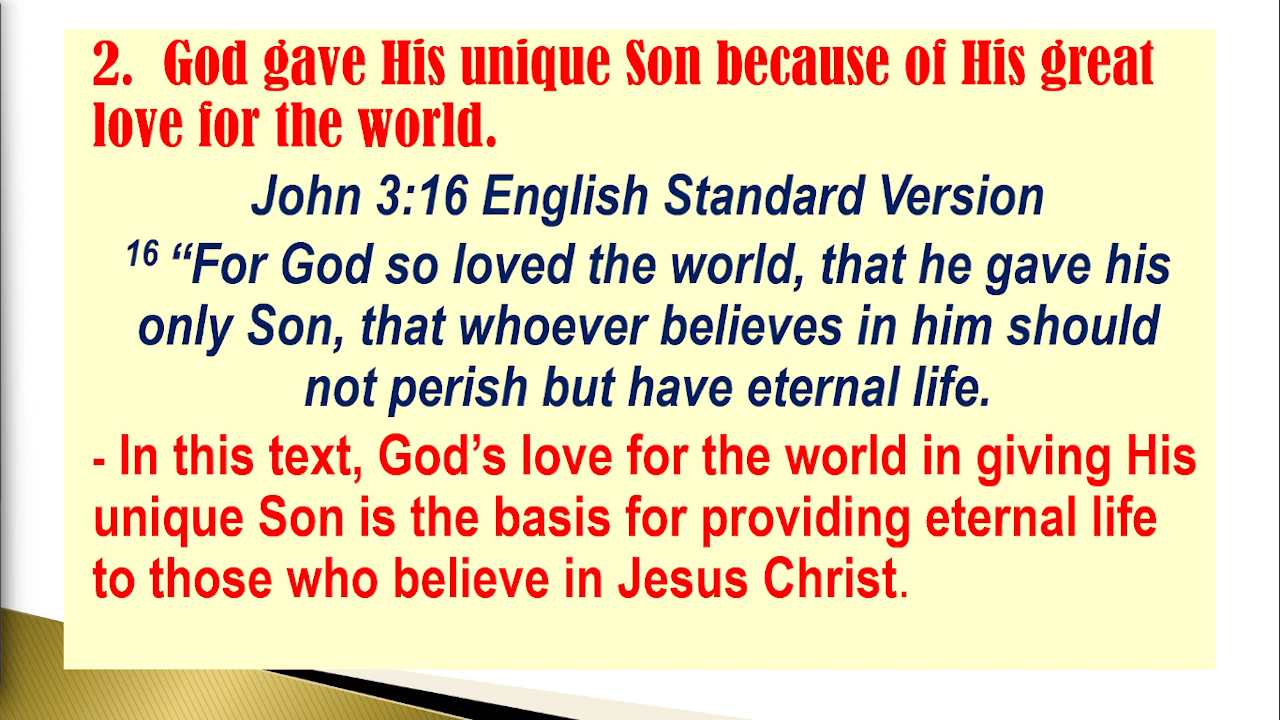 2. God gave His unique Son because of His great
love for the world.
John 3:16 English Standard Version
16 “For God so loved the world, that he gave his
only Son, that whoever believes in him should
not perish but have eternal life.
- In this text, God’s love for the world in giving His
unique Son is the basis for providing eternal life
to those who believe in Jesus Christ.